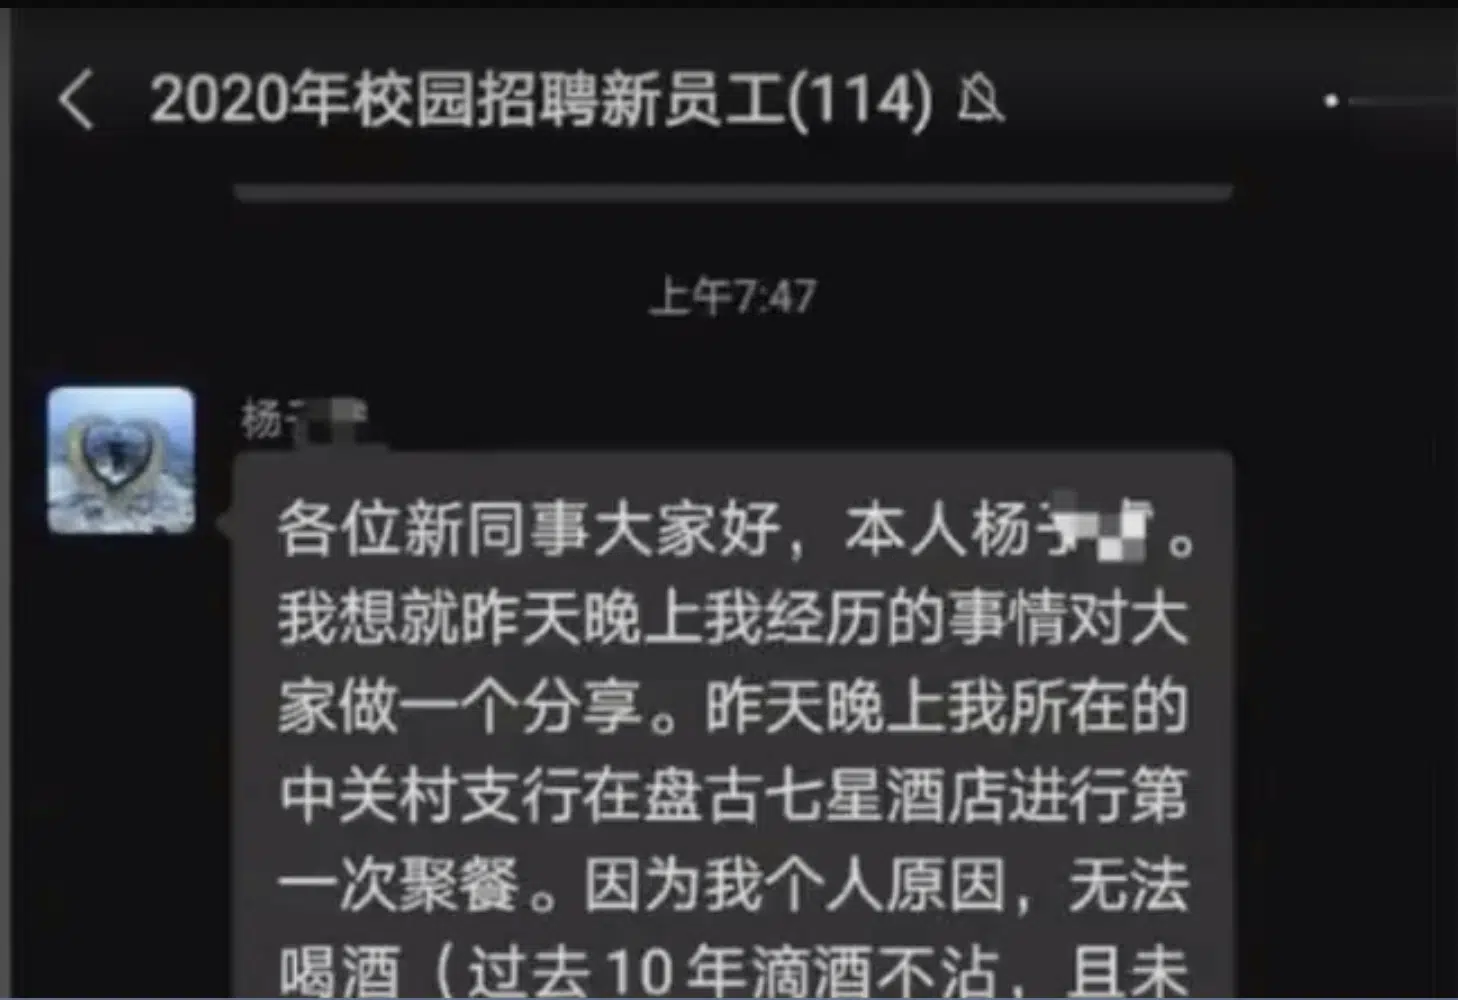 2020年校园招聘新员工(114)
上午7:47
杨子
各位新同事大家好，本人杨子。
我想就昨天晚上我经历的事情对大
家做一个分享。昨天晚上我所在的
中关村支行在盘古七星酒店进行第
一次聚餐。因为我个人原因，无法
喝酒（过去10年滴酒不沾，且未